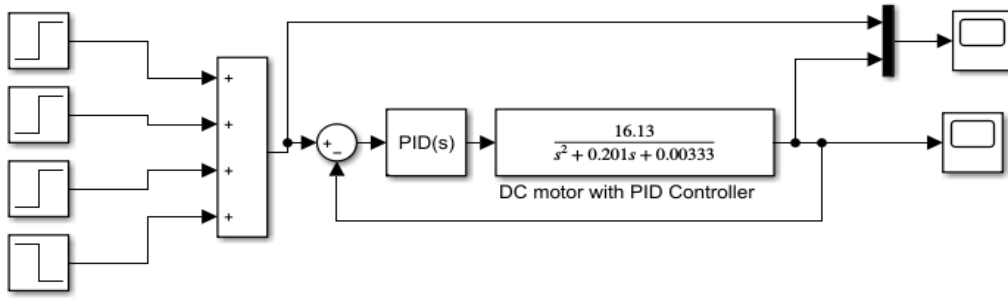 +
+
+
+
+
−
PID(s)
16.13
s² + 0.201s + 0.00333
DC motor with PID Controller